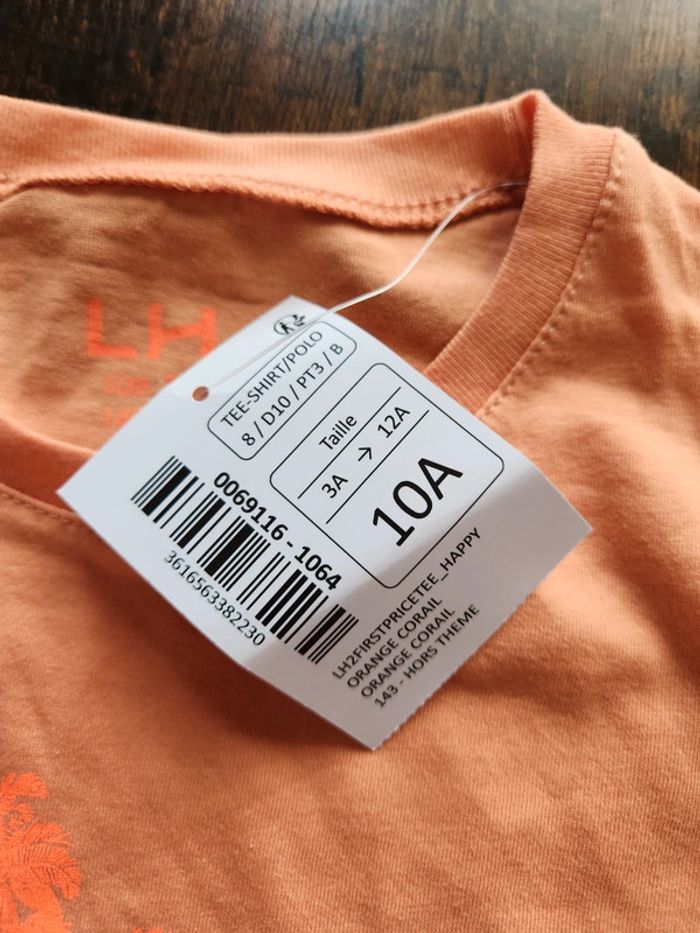 LH
TEE-SHIRT/POLO
8 / D10 / PT3 / B
Taille
3A → 12A
10A
0069116 - 1064
3616563382230
LH2FIRSTPRICETEE_HAPPY
ORANGE CORAIL
ORANGE CORAIL
143 - HORS THEME